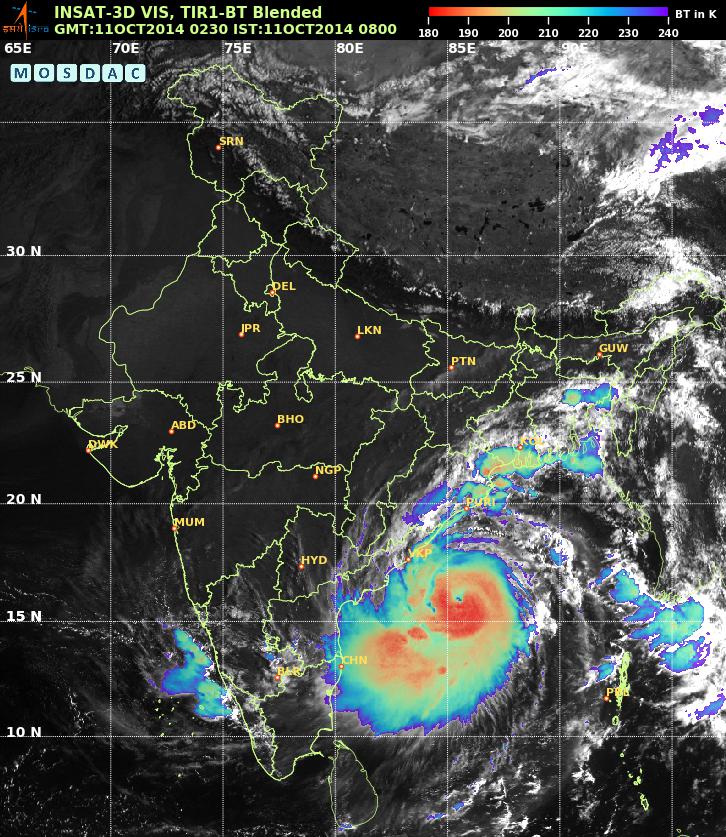 INSAT-3D VIS, TIR1-BT Blended
GMT:11OCT2014 0230 IST:11OCT2014 0800
BT in K
180 190 200 210 220 230 240
65E 70E 75E 80E 85E 90E
M O S D A C
SRN
30 N
DEL
JPR LKN
GUW
PTN
25 N
BHO
ABD
DWK KOL
NGP
20 N
PURI
MUM
VKP
HYD
15 N
CHN
BLR
PBL
10 N